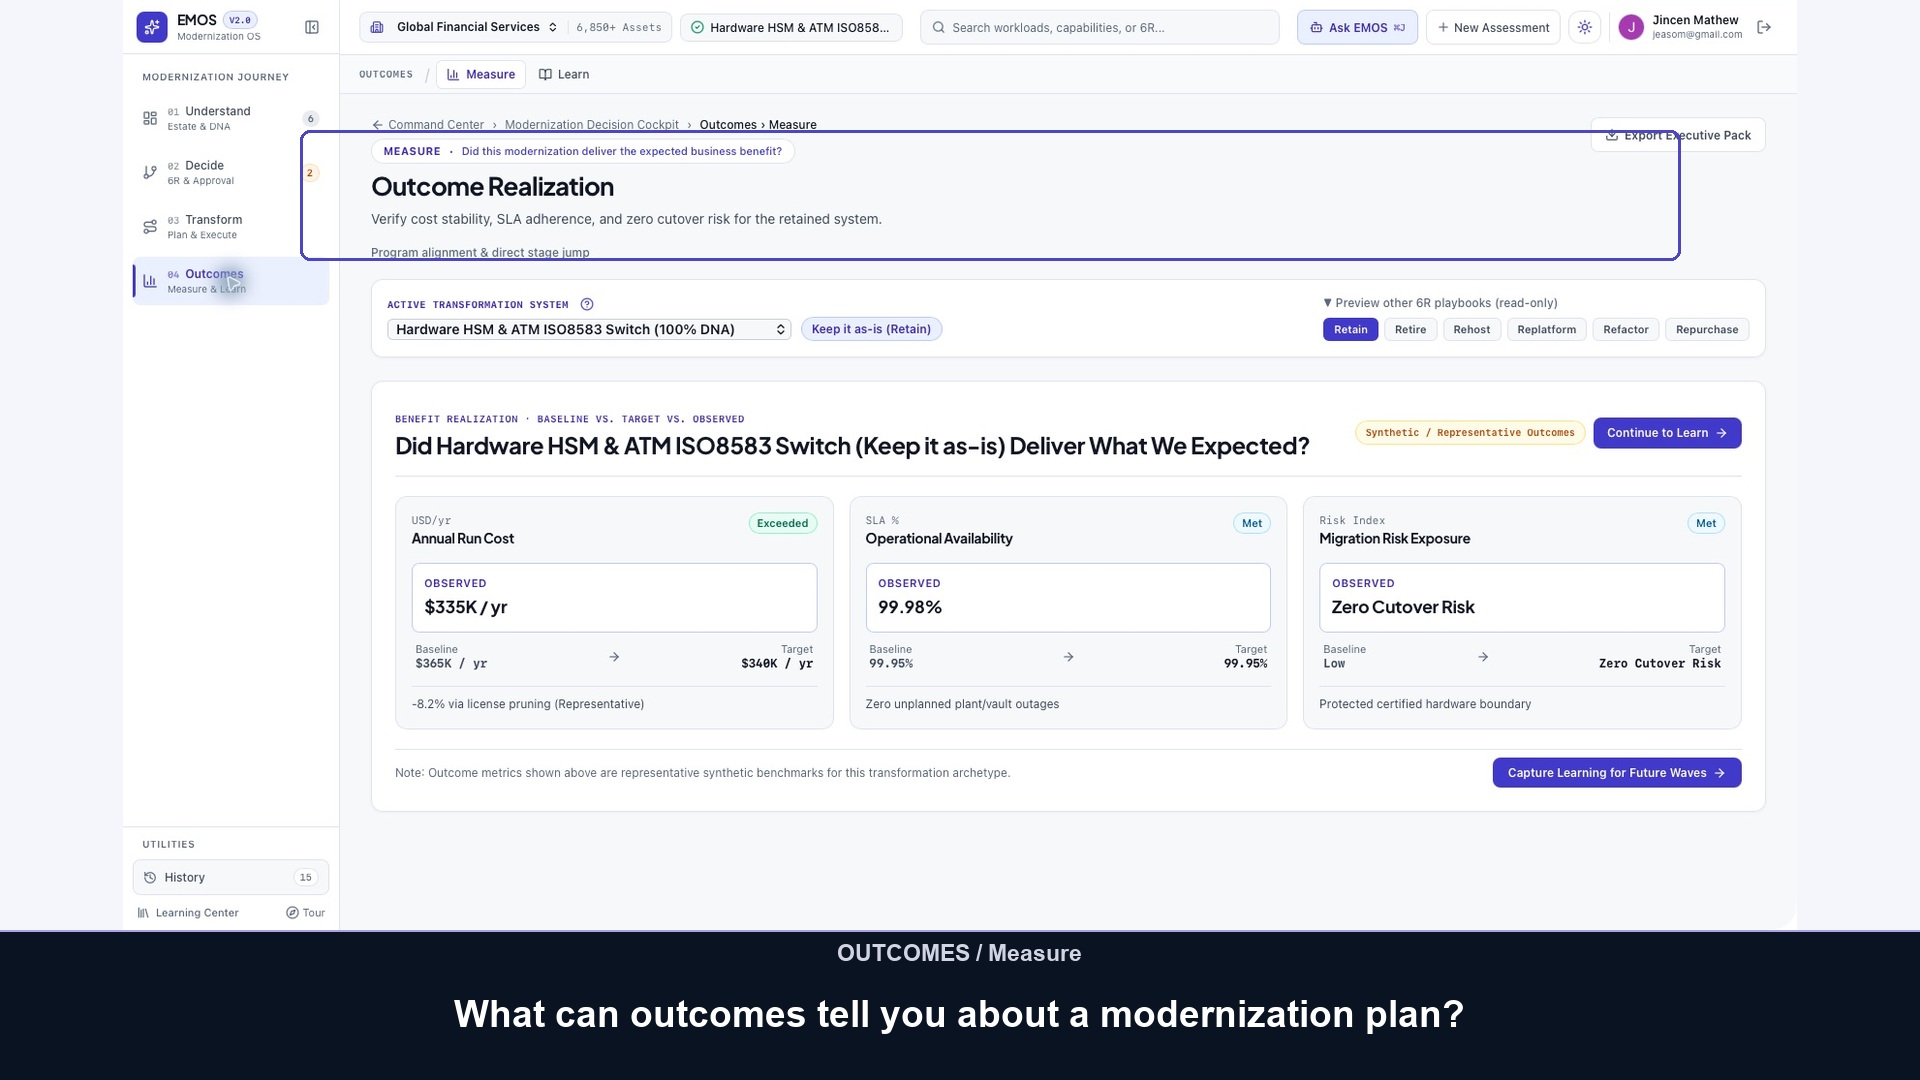 EMOS V2.0
Modernization OS
Global Financial Services 6,850+ Assets
Hardware HSM & ATM ISO8583...
Search workloads, capabilities, or 6R...
Ask EMOS ⌘J
New Assessment
J
Jincen Mathew
jeasom@gmail.com
MODERNIZATION JOURNEY
01 Understand
Estate & DNA
6
02 Decide
6R & Approval
2
03 Transform
Plan & Execute
04 Outcomes
Measure & Learn
UTILITIES
History 15
Learning Center
Tour
OUTCOMES / Measure Learn
← Command Center › Modernization Decision Cockpit › Outcomes › Measure
Export Executive Pack
MEASURE · Did this modernization deliver the expected business benefit?
Outcome Realization
Verify cost stability, SLA adherence, and zero cutover risk for the retained system.
Program alignment & direct stage jump
ACTIVE TRANSFORMATION SYSTEM ?
Hardware HSM & ATM ISO8583 Switch (100% DNA)
Keep it as-is (Retain)
▼ Preview other 6R playbooks (read-only)
Retain Retire Rehost Replatform Refactor Repurchase
BENEFIT REALIZATION · BASELINE VS. TARGET VS. OBSERVED
Did Hardware HSM & ATM ISO8583 Switch (Keep it as-is) Deliver What We Expected?
Synthetic / Representative Outcomes
Continue to Learn →
USD/yr
Annual Run Cost
Exceeded
OBSERVED
$335K / yr
Baseline
$365K / yr
→
Target
$340K / yr
-8.2% via license pruning (Representative)
SLA %
Operational Availability
Met
OBSERVED
99.98%
Baseline
99.95%
→
Target
99.95%
Zero unplanned plant/vault outages
Risk Index
Migration Risk Exposure
Met
OBSERVED
Zero Cutover Risk
Baseline
Low
→
Target
Zero Cutover Risk
Protected certified hardware boundary
Note: Outcome metrics shown above are representative synthetic benchmarks for this transformation archetype.
Capture Learning for Future Waves →
OUTCOMES / Measure
What can outcomes tell you about a modernization plan?